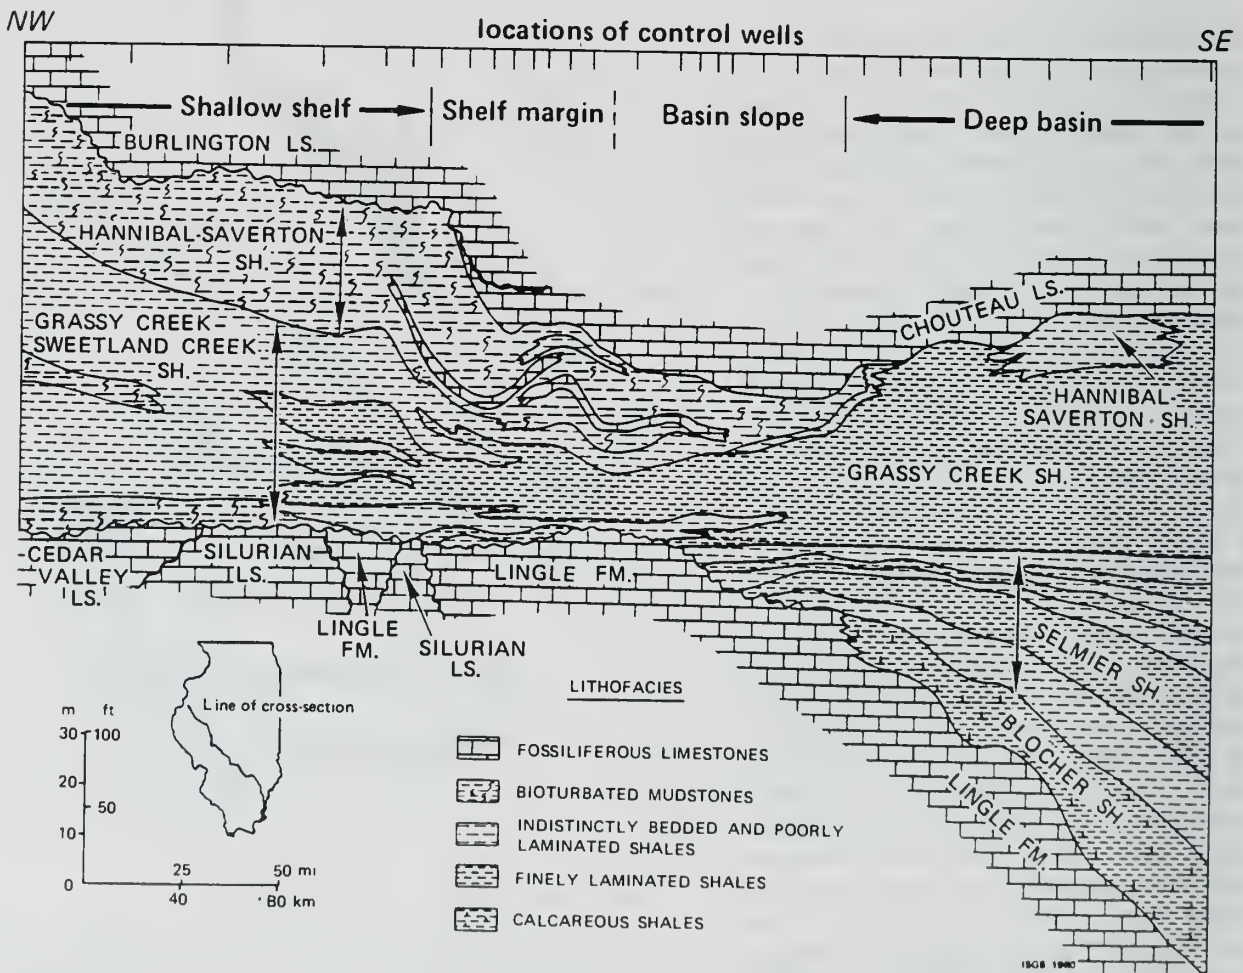 NW
locations of control wells
SE
Shallow shelf
Shelf margin
Basin slope
Deep basin
BURLINGTON LS.
HANNIBAL-SAVERTON
SH.
GRASSY CREEK
SWEETLAND CREEK
SH.
CHOUTEAU LS.
HANNIBAL
SAVERTON SH.
GRASSY CREEK SH.
CEDAR
VALLEY
LS.
SILURIAN
LS.
LINGLE
FM.
SILURIAN
LS.
LINGLE FM.
SELMIER SH.
BLOCHER SH.
LINGLE FM.
Line of cross-section
m ft
30 100
20
50
10
0
25 50 mi
40 80 km
LITHOFACIES
FOSSILIFEROUS LIMESTONES
BIOTURBATED MUDSTONES
INDISTINCTLY BEDDED AND POORLY
LAMINATED SHALES
FINELY LAMINATED SHALES
CALCAREOUS SHALES
ISGS 1980